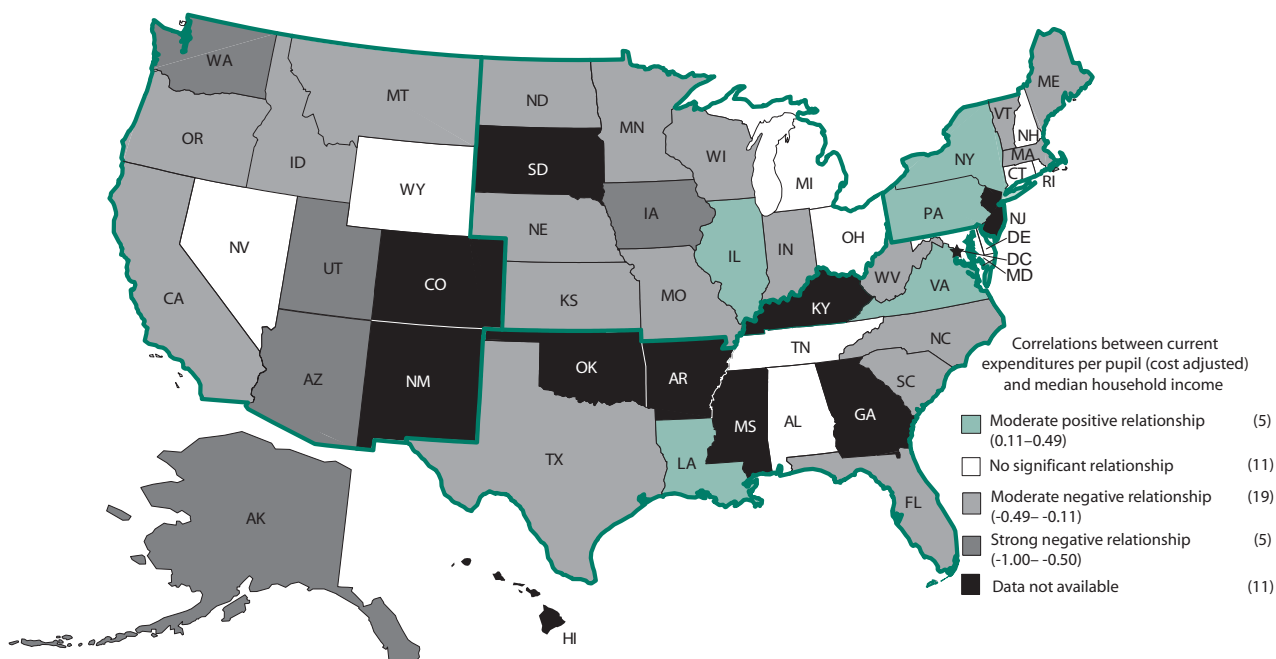 WA
MT
ND
ME
VT
MN
OR
NH
ID
WI
NY
MA
SD
CT
MI
RI
WY
IA
PA
NJ
NE
OH
DE
NV
IL
IN
UT
DC
CO
WV
MD
VA
CA
KS
MO
KY
NC
TN
AZ
NM
OK
AR
SC
MS
AL
GA
TX
LA
FL
AK
HI
Correlations between current
expenditures per pupil (cost adjusted)
and median household income
Moderate positive relationship (5)
(0.11–0.49)
No significant relationship (11)
Moderate negative relationship (19)
(-0.49– -0.11)
Strong negative relationship (5)
(-1.00– -0.50)
Data not available (11)